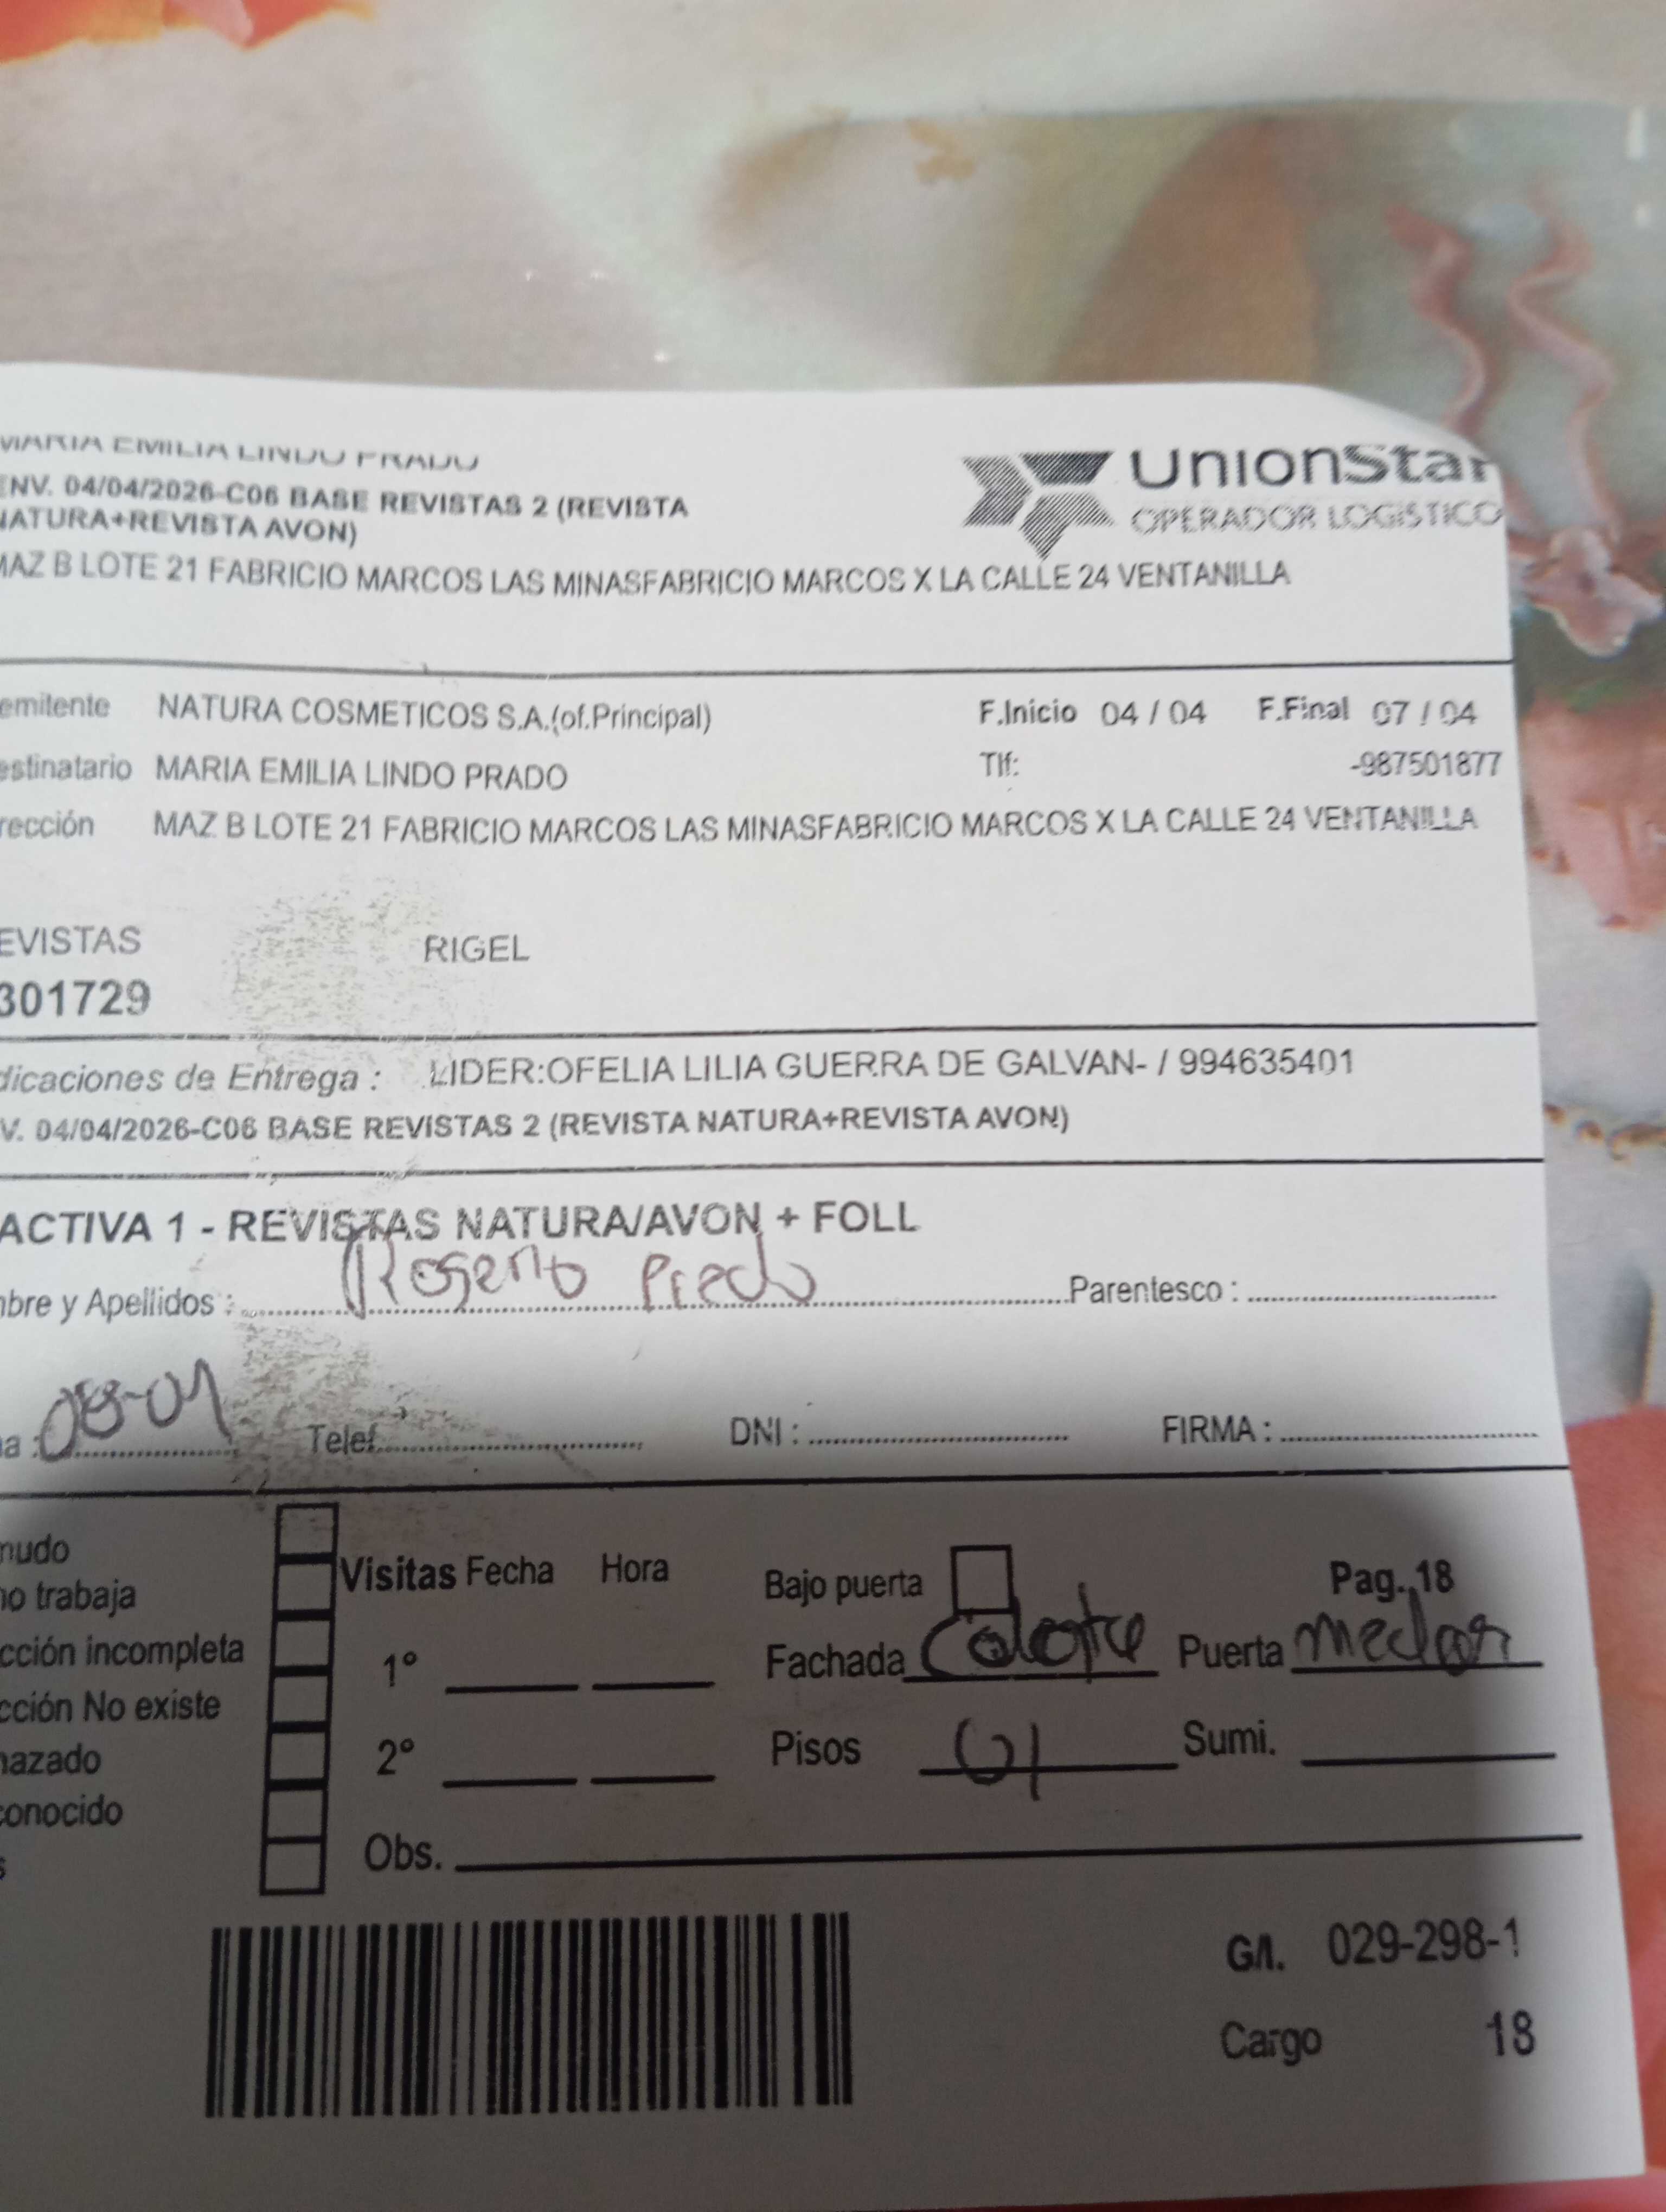 MARIA EMILIA LINDO PRADO
ENV. 04/04/2026-C06 BASE REVISTAS 2 (REVISTA
NATURA+REVISTA AVON)
MAZ B LOTE 21 FABRICIO MARCOS LAS MINASFABRICIO MARCOS X LA CALLE 24 VENTANILLA
UnionStar
OPERADOR LOGISTICO
emitente NATURA COSMETICOS S.A.(of.Principal) F.Inicio 04 / 04 F.Final 07 / 04
estinatario MARIA EMILIA LINDO PRADO Tlf: -987501877
rección MAZ B LOTE 21 FABRICIO MARCOS LAS MINASFABRICIO MARCOS X LA CALLE 24 VENTANILLA
EVISTAS RIGEL
301729
dicaciones de Entrega : LIDER:OFELIA LILIA GUERRA DE GALVAN- / 994635401
V. 04/04/2026-C06 BASE REVISTAS 2 (REVISTA NATURA+REVISTA AVON)
ACTIVA 1 - REVISTAS NATURA/AVON + FOLL
mbre y Apellidos : Prado Parentesco :
ha : 08-04 Telef. DNI : FIRMA :
nudo
no trabaja
cción incompleta
cción No existe
hazado
conocido
s
Visitas Fecha Hora
1°
2°
Obs.
Bajo puerta Pag. 18
Fachada Puerta
Pisos 01 Sumi.
G/I. 029-298-1
Cargo 18